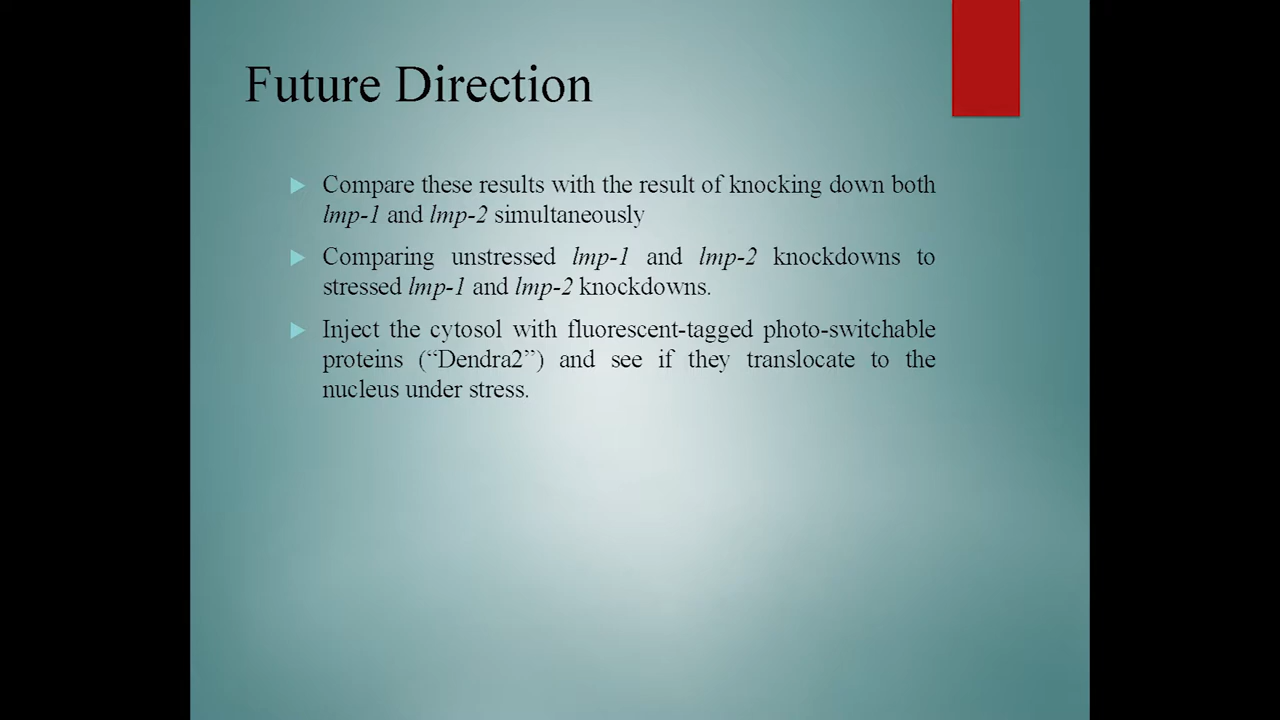 Future Direction
Compare these results with the result of knocking down both
lmp-1 and lmp-2 simultaneously
Comparing unstressed lmp-1 and lmp-2 knockdowns to
stressed lmp-1 and lmp-2 knockdowns.
Inject the cytosol with fluorescent-tagged photo-switchable
proteins (“Dendra2”) and see if they translocate to the
nucleus under stress.